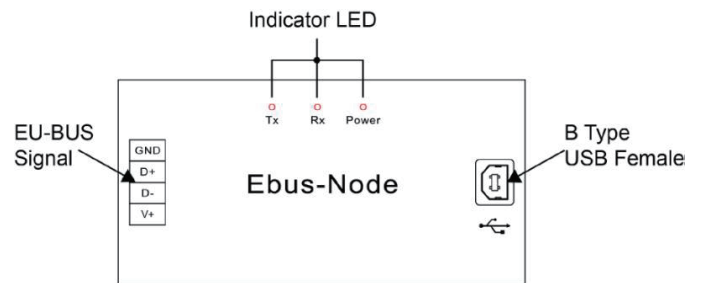 Indicator LED
Tx Rx Power
EU-BUS
Signal
GND
D+
D-
V+
Ebus-Node
B Type
USB Female